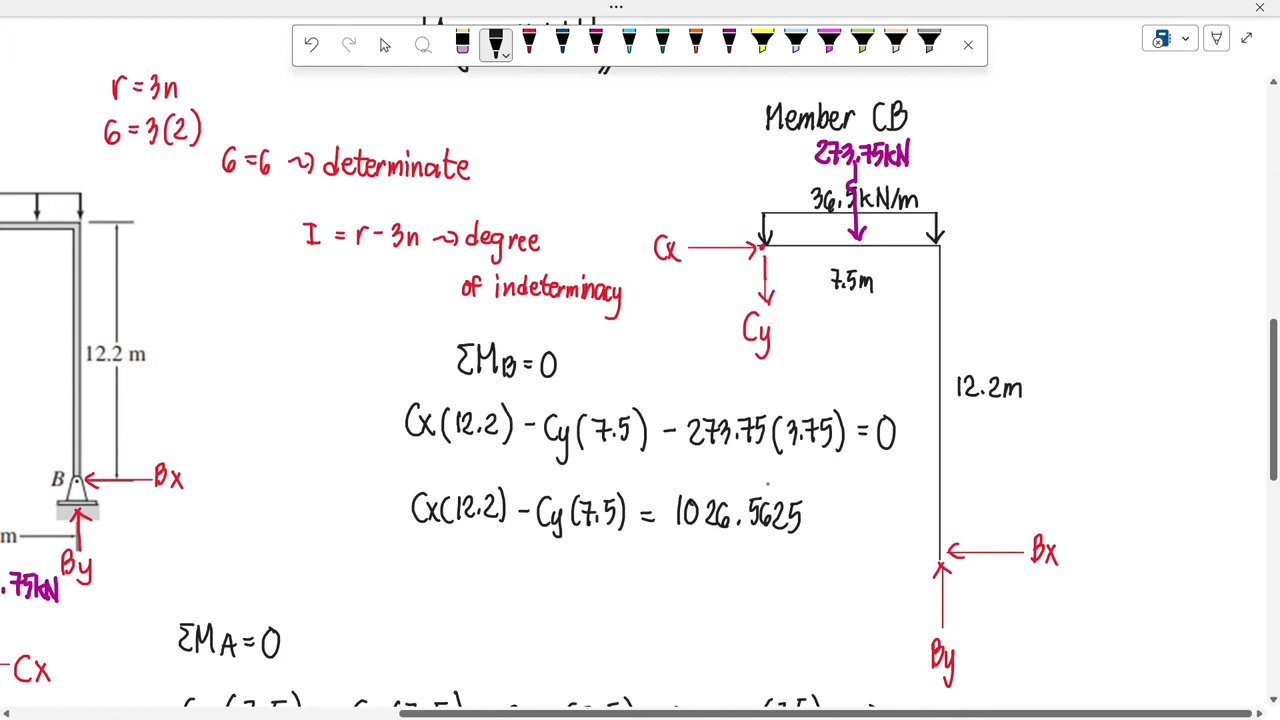 r = 3n
6 = 3(2)
6 = 6 ~> determinate
I = r - 3n ~> degree
of indeterminacy
Member CB
273.75kN
36.5kN/m
Cx
7.5m
Cy
12.2m
Bx
By
ΣMB = 0
Cx(12.2) - Cy(7.5) - 273.75(3.75) = 0
Cx(12.2) - Cy(7.5) = 1026.5625
12.2 m
B
Bx
m
By
.75kN
Cx
ΣMA = 0